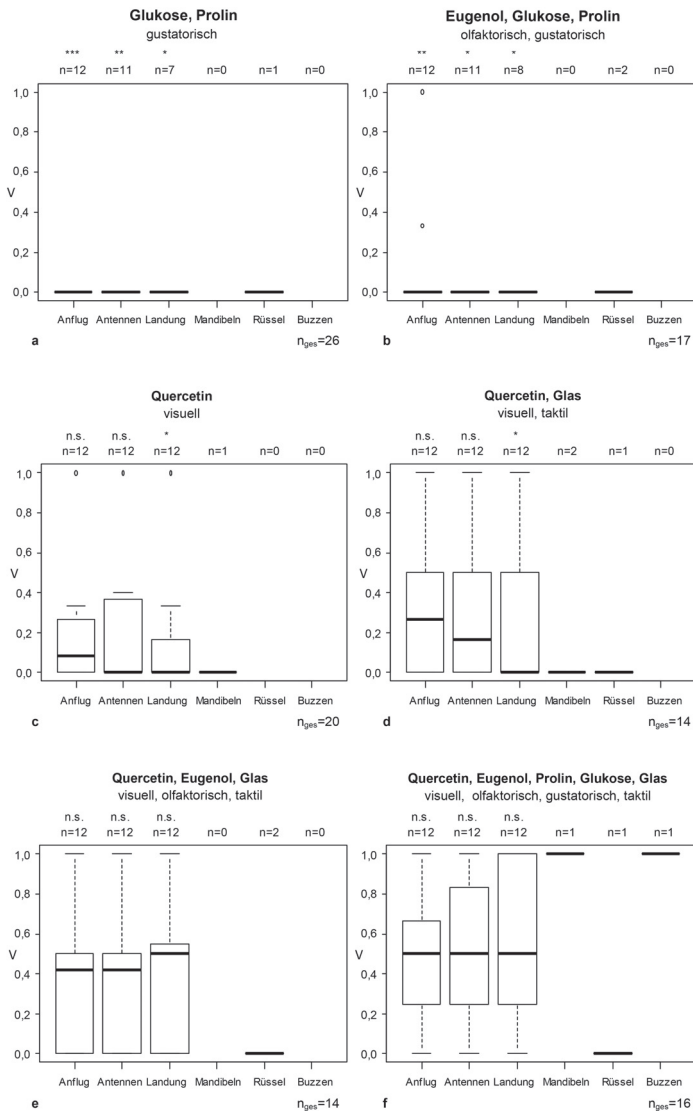 Glukose, Prolin
gustatorisch
*** ** *
n=12 n=11 n=7 n=0 n=1 n=0
1,0
0,8
0,6
V
0,4
0,2
0,0
Anflug Antennen Landung Mandibeln Rüssel Buzzen
a n_ges=26
Eugenol, Glukose, Prolin
olfaktorisch, gustatorisch
** * *
n=12 n=11 n=8 n=0 n=2 n=0
1,0
0,8
0,6
V
0,4
0,2
0,0
Anflug Antennen Landung Mandibeln Rüssel Buzzen
b n_ges=17
Quercetin
visuell
n.s. n.s. *
n=12 n=12 n=12 n=1 n=0 n=0
1,0
0,8
0,6
V
0,4
0,2
0,0
Anflug Antennen Landung Mandibeln Rüssel Buzzen
c n_ges=20
Quercetin, Glas
visuell, taktil
n.s. n.s. *
n=12 n=12 n=12 n=2 n=1 n=0
1,0
0,8
0,6
V
0,4
0,2
0,0
Anflug Antennen Landung Mandibeln Rüssel Buzzen
d n_ges=14
Quercetin, Eugenol, Glas
visuell, olfaktorisch, taktil
n.s. n.s. n.s.
n=12 n=12 n=12 n=0 n=2 n=0
1,0
0,8
0,6
V
0,4
0,2
0,0
Anflug Antennen Landung Mandibeln Rüssel Buzzen
e n_ges=14
Quercetin, Eugenol, Prolin, Glukose, Glas
visuell, olfaktorisch, gustatorisch, taktil
n.s. n.s. n.s.
n=12 n=12 n=12 n=1 n=1 n=1
1,0
0,8
0,6
V
0,4
0,2
0,0
Anflug Antennen Landung Mandibeln Rüssel Buzzen
f n_ges=16